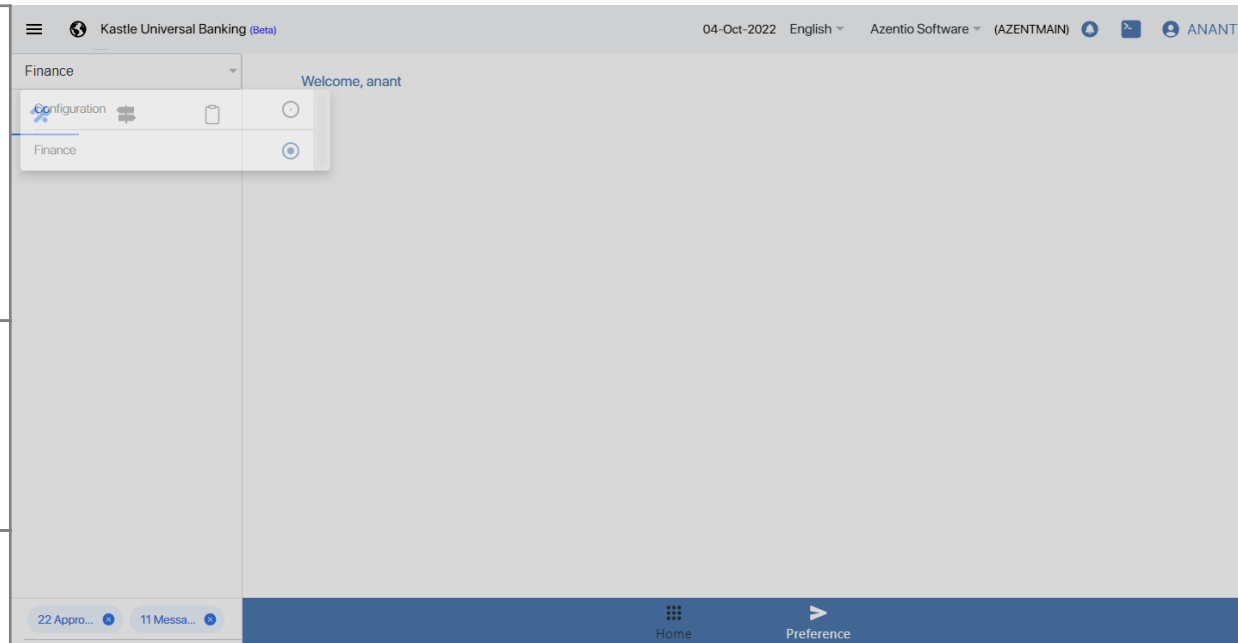 Kastle Universal Banking (Beta)
04-Oct-2022 English Azentio Software (AZENTMAIN) ANANT
Finance
Welcome, anant
Configuration
Finance
22 Appro... 11 Messa...
Home Preference